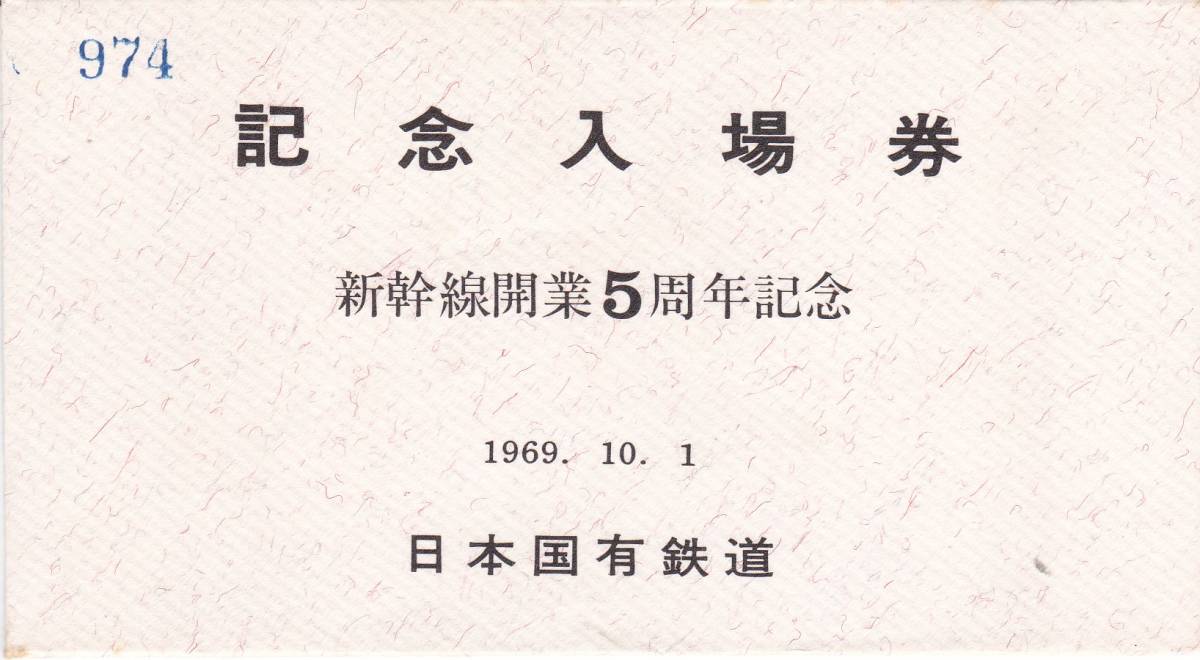 974
記念入場券
新幹線開業5周年記念
1969. 10. 1
日本国有鉄道